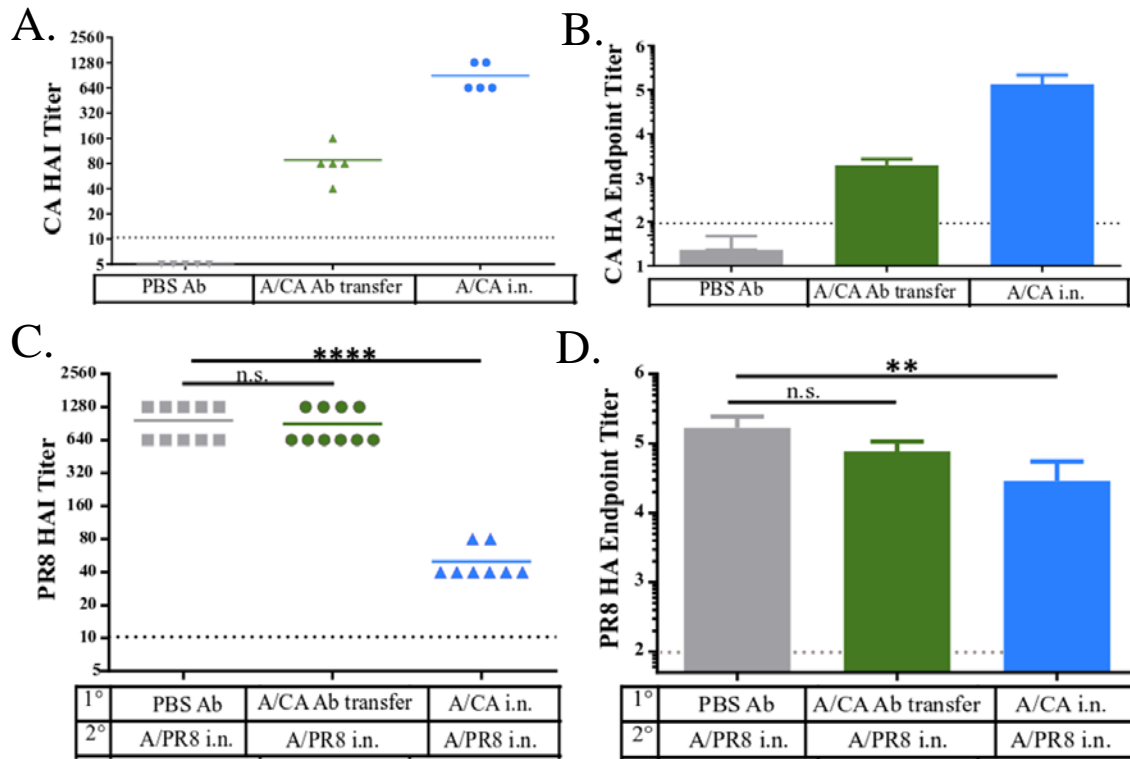 A.
CA HAI Titer
2560
1280
640
320
160
80
40
20
10
5
PBS Ab A/CA Ab transfer A/CA i.n.
B.
CA HA Endpoint Titer
6
5
4
3
2
1
PBS Ab A/CA Ab transfer A/CA i.n.
C.
PR8 HAI Titer
****
n.s.
2560
1280
640
320
160
80
40
20
10
5
1° PBS Ab A/CA Ab transfer A/CA i.n.
2° A/PR8 i.n. A/PR8 i.n. A/PR8 i.n.
D.
PR8 HA Endpoint Titer
**
n.s.
6
5
4
3
2
1° PBS Ab A/CA Ab transfer A/CA i.n.
2° A/PR8 i.n. A/PR8 i.n. A/PR8 i.n.